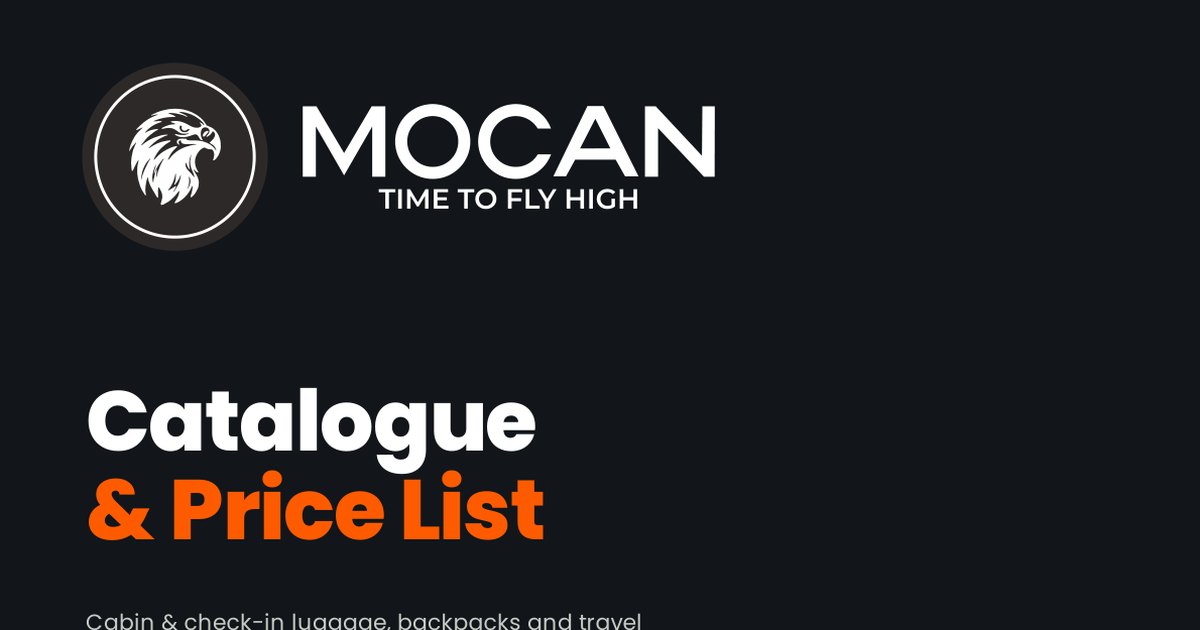 MOCAN
TIME TO FLY HIGH
Catalogue
& Price List
Cabin & check-in luggage, backpacks and travel